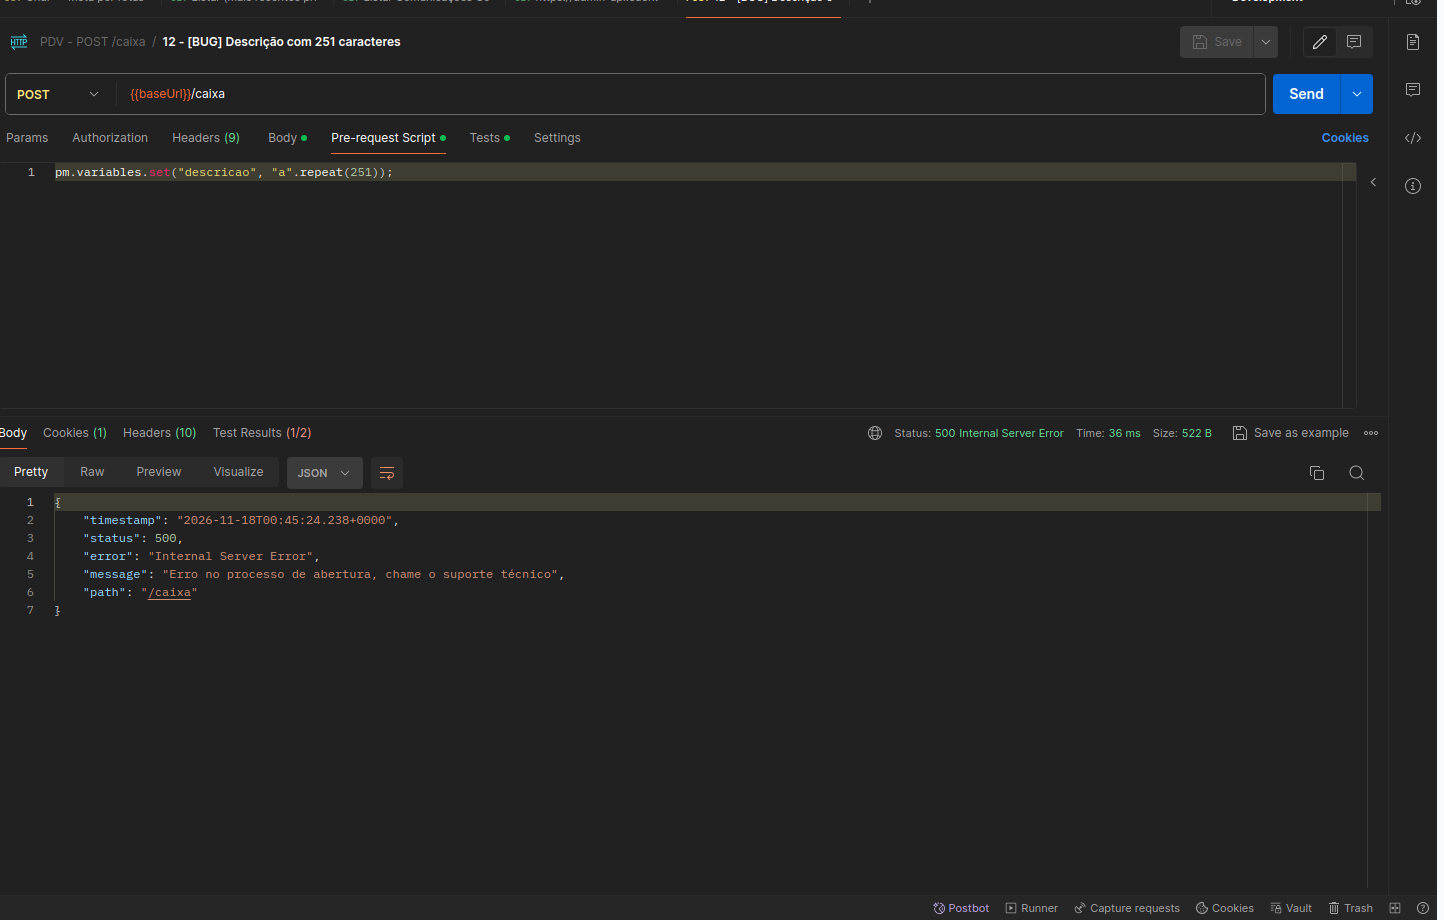 PDV - POST /caixa / 12 - [BUG] Descrição com 251 caracteres
Save
POST {{baseUrl}}/caixa
Send
Params Authorization Headers (9) Body Pre-request Script Tests Settings Cookies
1 pm.variables.set("descricao", "a".repeat(251));
Body Cookies (1) Headers (10) Test Results (1/2) Status: 500 Internal Server Error Time: 36 ms Size: 522 B Save as example
Pretty Raw Preview Visualize JSON
1 {
2 "timestamp": "2026-11-18T00:45:24.238+0000",
3 "status": 500,
4 "error": "Internal Server Error",
5 "message": "Erro no processo de abertura, chame o suporte técnico",
6 "path": "/caixa"
7 }
Postbot Runner Capture requests Cookies Vault Trash